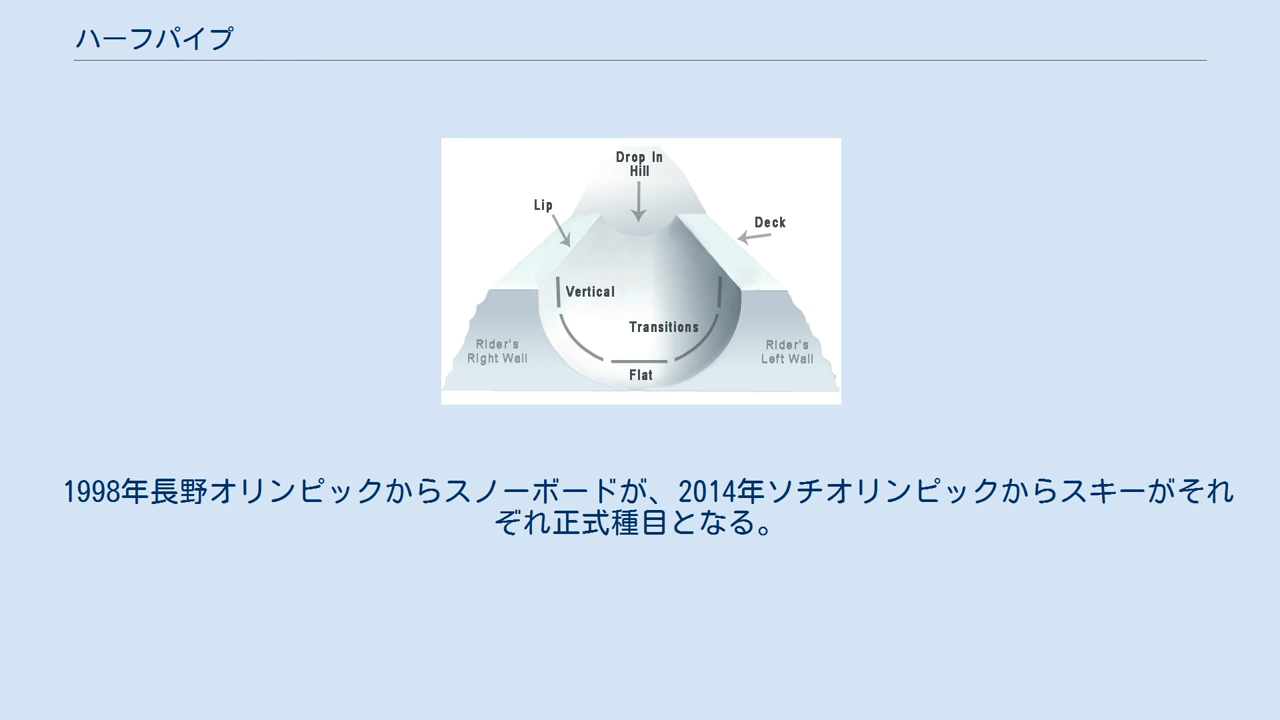 ハーフパイプ
Drop In
Hill
Lip
Deck
Vertical
Transitions
Rider's
Right Wall
Rider's
Left Wall
Flat
1998年長野オリンピックからスノーボードが、2014年ソチオリンピックからスキーがそれ
ぞれ正式種目となる。